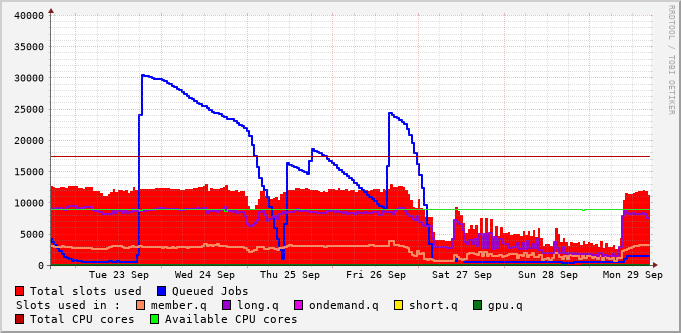 40000
35000
30000
25000
20000
15000
10000
5000
0
Tue 23 Sep Wed 24 Sep Thu 25 Sep Fri 26 Sep Sat 27 Sep Sun 28 Sep Mon 29 Sep
RRDTOOL / TOBI OETIKER
Total slots used Queued Jobs
Slots used in : member.q long.q ondemand.q short.q gpu.q
Total CPU cores Available CPU cores